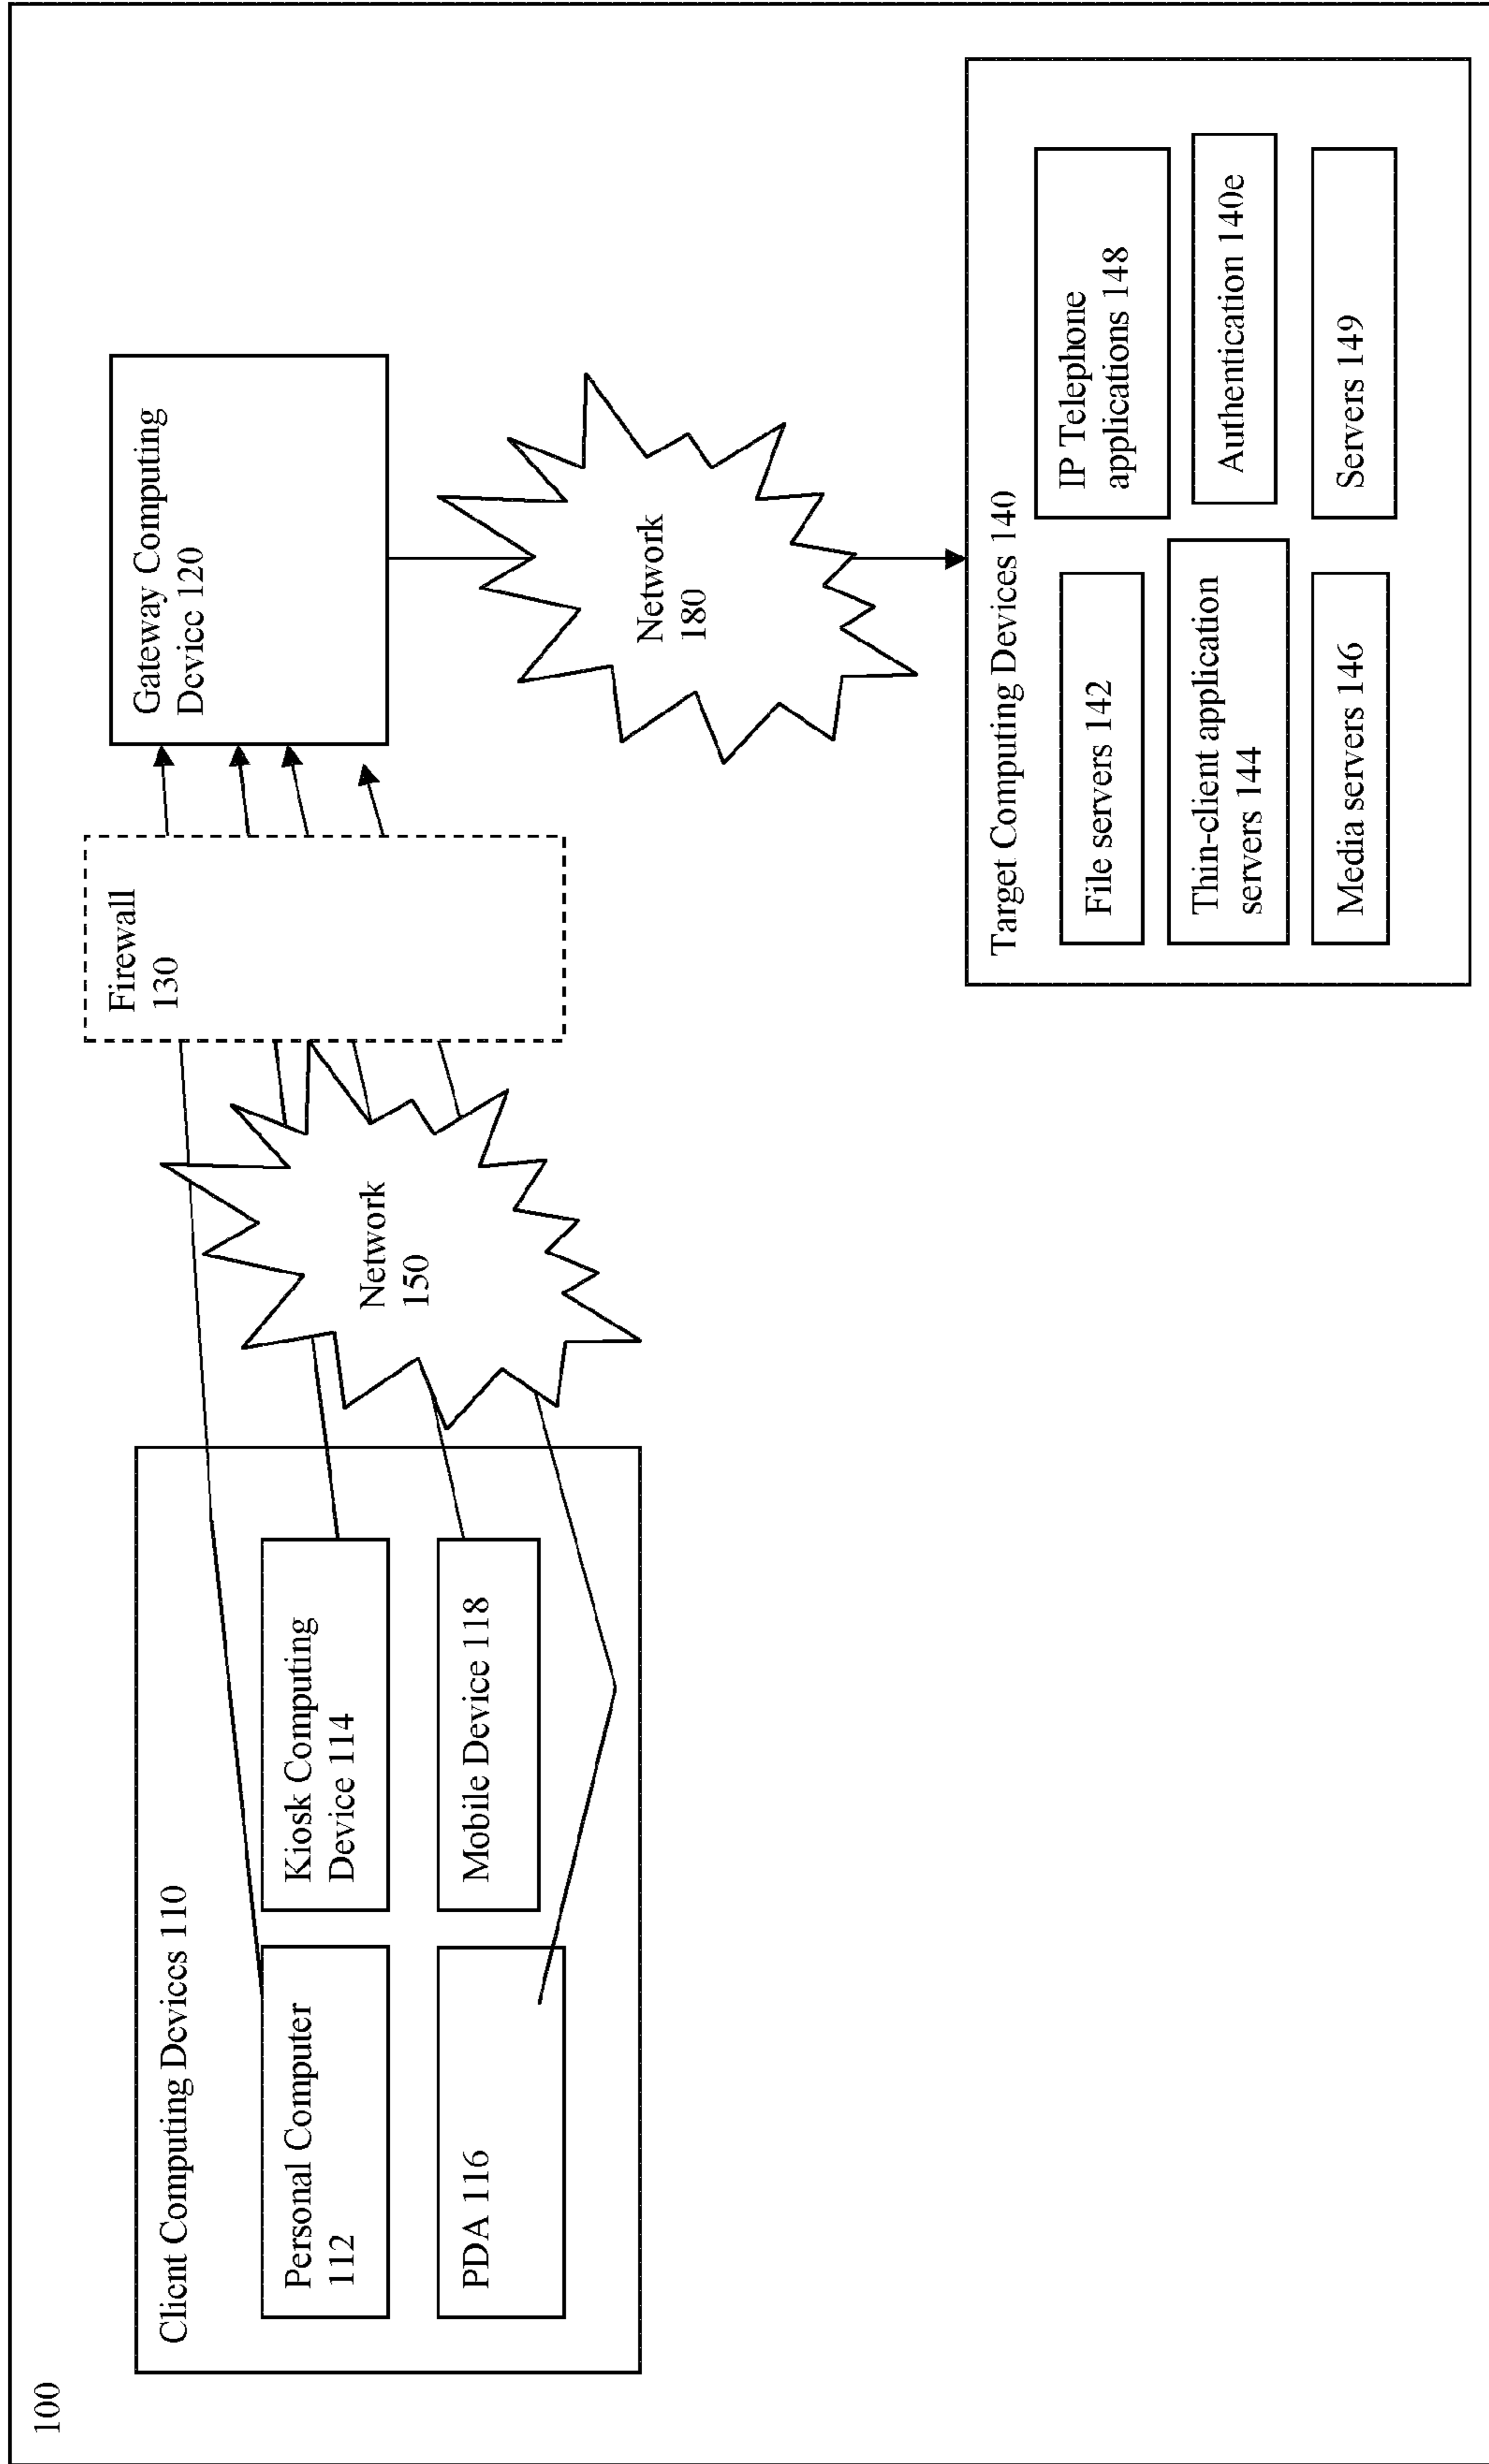 100
Client Computing Devices 110
Personal Computer
112
Kiosk Computing
Device 114
PDA 116
Mobile Device 118
Network
150
Firewall
130
Gateway Computing
Device 120
Network
180
Target Computing Devices 140
File servers 142
IP Telephone
applications 148
Thin-client application
servers 144
Authentication 140e
Media servers 146
Servers 149